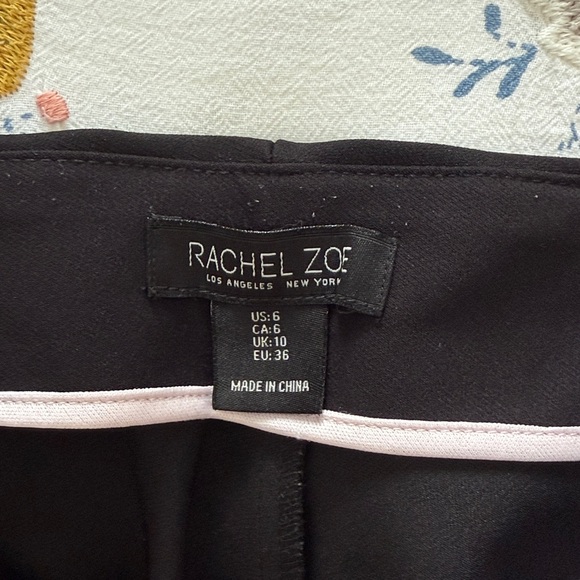 RACHEL ZOE
LOS ANGELES NEW YORK
US:6
CA:6
UK:10
EU:36
MADE IN CHINA